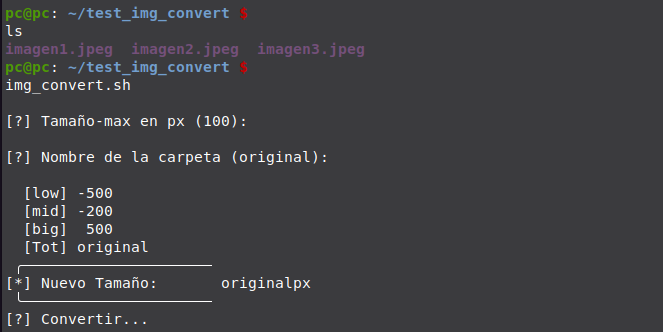 pc@pc: ~/test_img_convert $
ls
imagen1.jpeg  imagen2.jpeg  imagen3.jpeg
pc@pc: ~/test_img_convert $
img_convert.sh
[?] Tamaño-max en px (100):
[?] Nombre de la carpeta (original):
[low] -500
[mid] -200
[big]  500
[Tot] original
[*] Nuevo Tamaño:       originalpx
[?] Convertir...